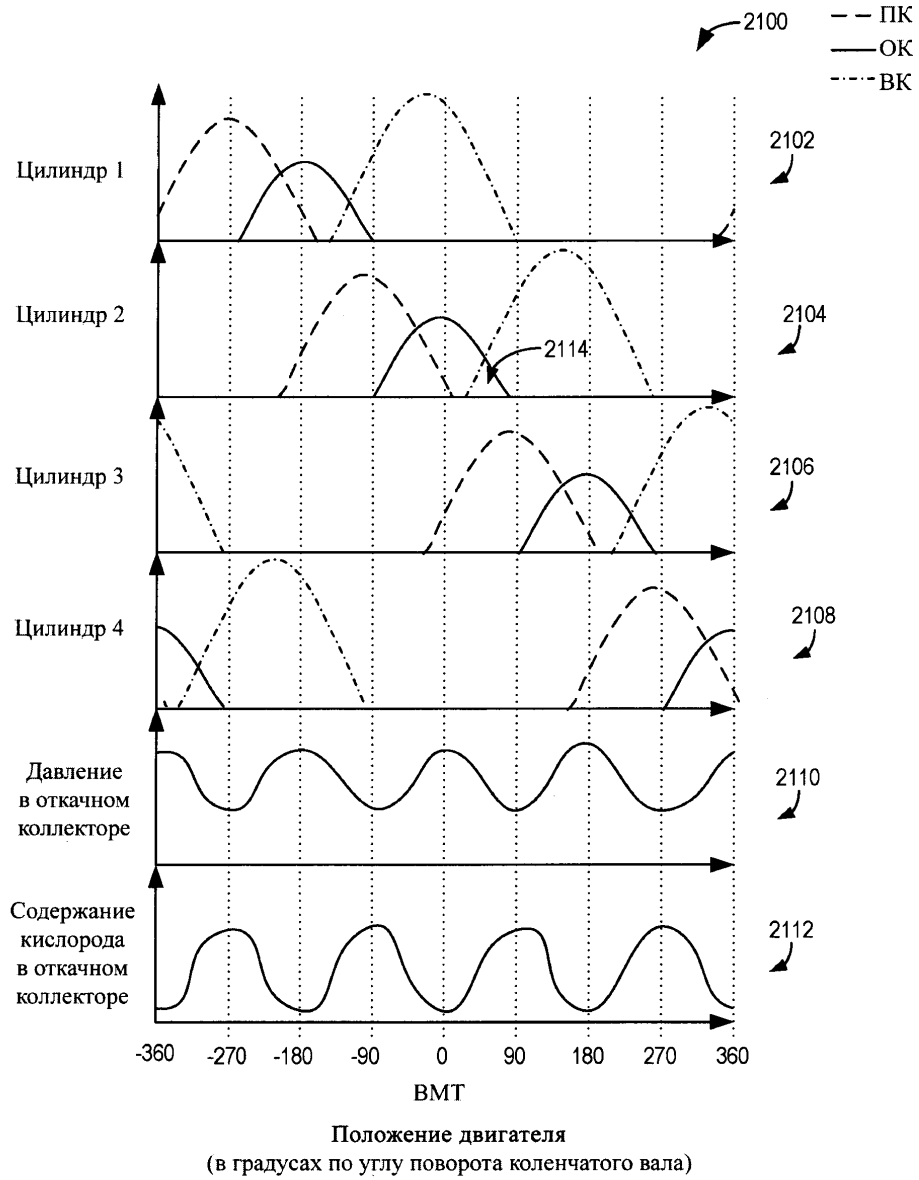 2100
ПК
ОК
ВК
Цилиндр 1
2102
Цилиндр 2
2104
2114
Цилиндр 3
2106
Цилиндр 4
2108
Давление
в откачном
коллекторе
2110
Содержание
кислорода
в откачном
коллекторе
2112
-360 -270 -180 -90 0 90 180 270 360
ВМТ
Положение двигателя
(в градусах по углу поворота коленчатого вала)